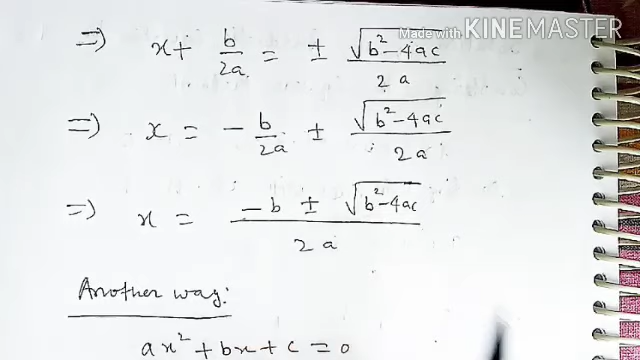 Made with KINEMASTER
=> x + b/2a = ± √(b²-4ac)/2a
=> x = - b/2a ± √(b²-4ac)/2a
=> x = (-b ± √(b²-4ac))/2a
Another way:
ax² + bx + c = 0